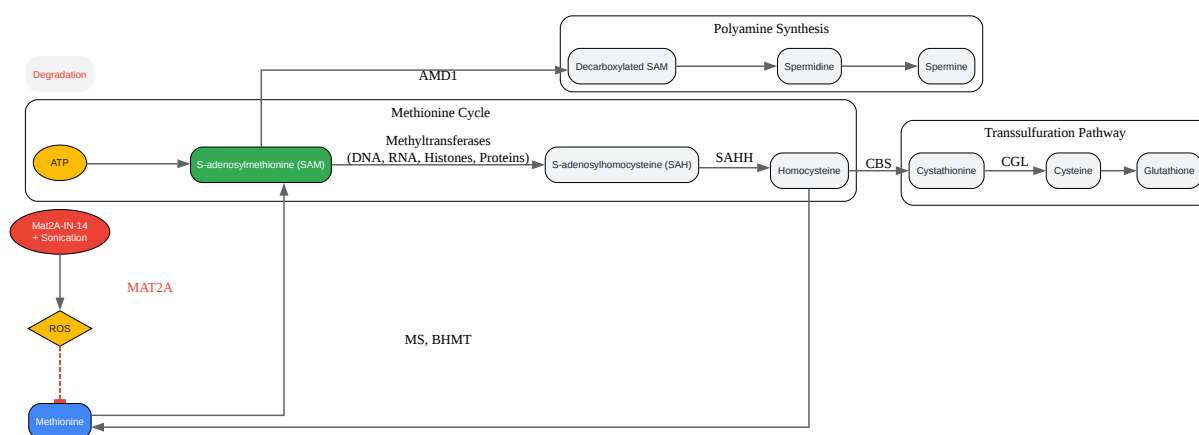 Polyamine Synthesis
Decarboxylated SAM
Spermidine
Spermine
Degradation
AMD1
Methionine Cycle
ATP
S-adenosylmethionine (SAM)
Methyltransferases
(DNA, RNA, Histones, Proteins)
S-adenosylhomocysteine (SAH)
SAHH
Homocysteine
CBS
Transsulfuration Pathway
Cystathionine
CGL
Cysteine
Glutathione
Mat2A-IN-14
+ Sonication
MAT2A
ROS
MS, BHMT
Methionine